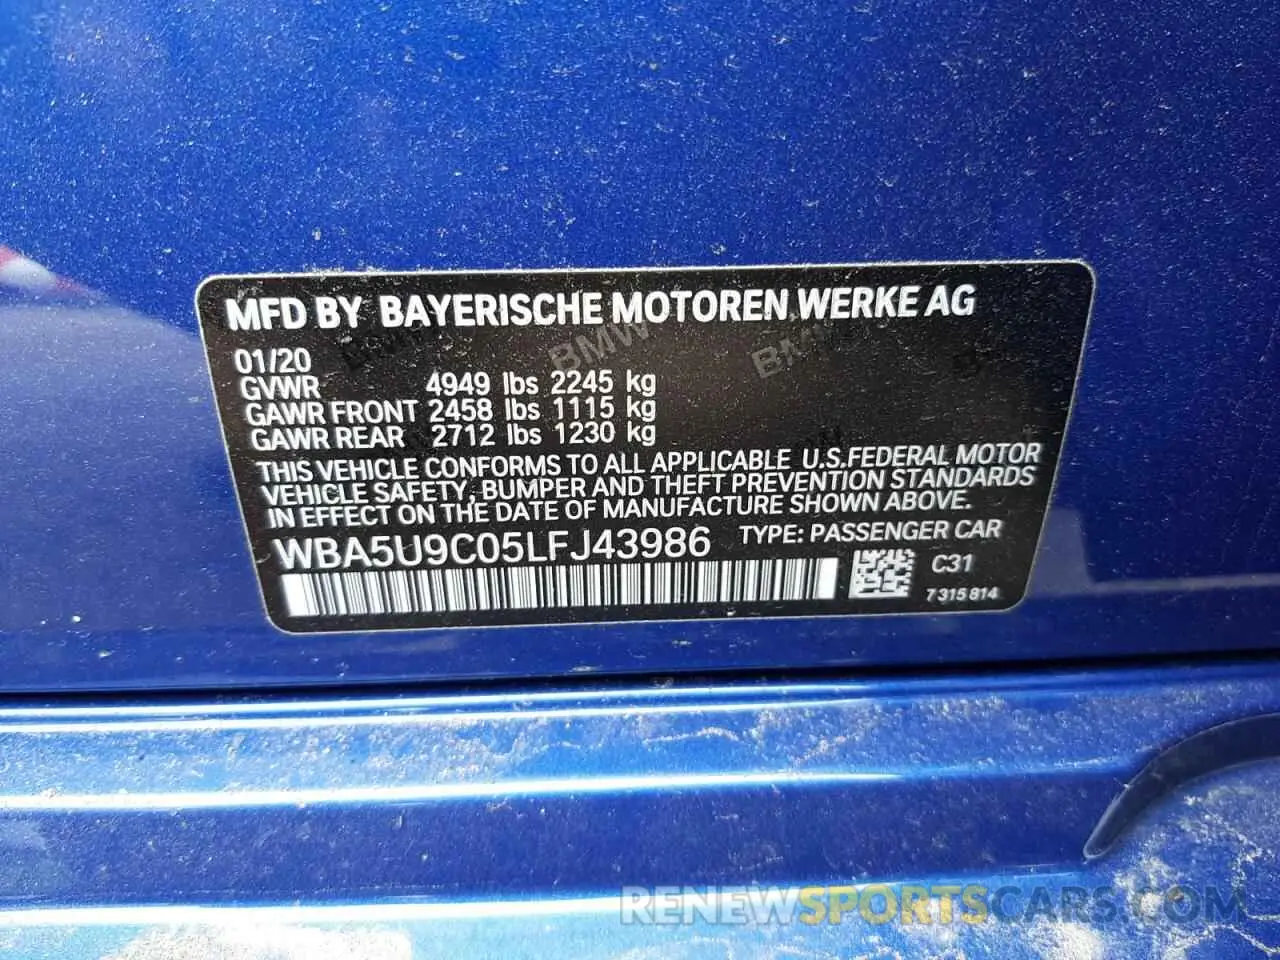 MFD BY BAYERISCHE MOTOREN WERKE AG
01/20
GVWR 4949 lbs 2245 kg
GAWR FRONT 2458 lbs 1115 kg
GAWR REAR 2712 lbs 1230 kg
THIS VEHICLE CONFORMS TO ALL APPLICABLE U.S.FEDERAL MOTOR
VEHICLE SAFETY, BUMPER AND THEFT PREVENTION STANDARDS
IN EFFECT ON THE DATE OF MANUFACTURE SHOWN ABOVE.
WBA5U9C05LFJ43986 TYPE: PASSENGER CAR
C31
7 315 814
BMW
BMW
RENEWSPORTSCARS.COM